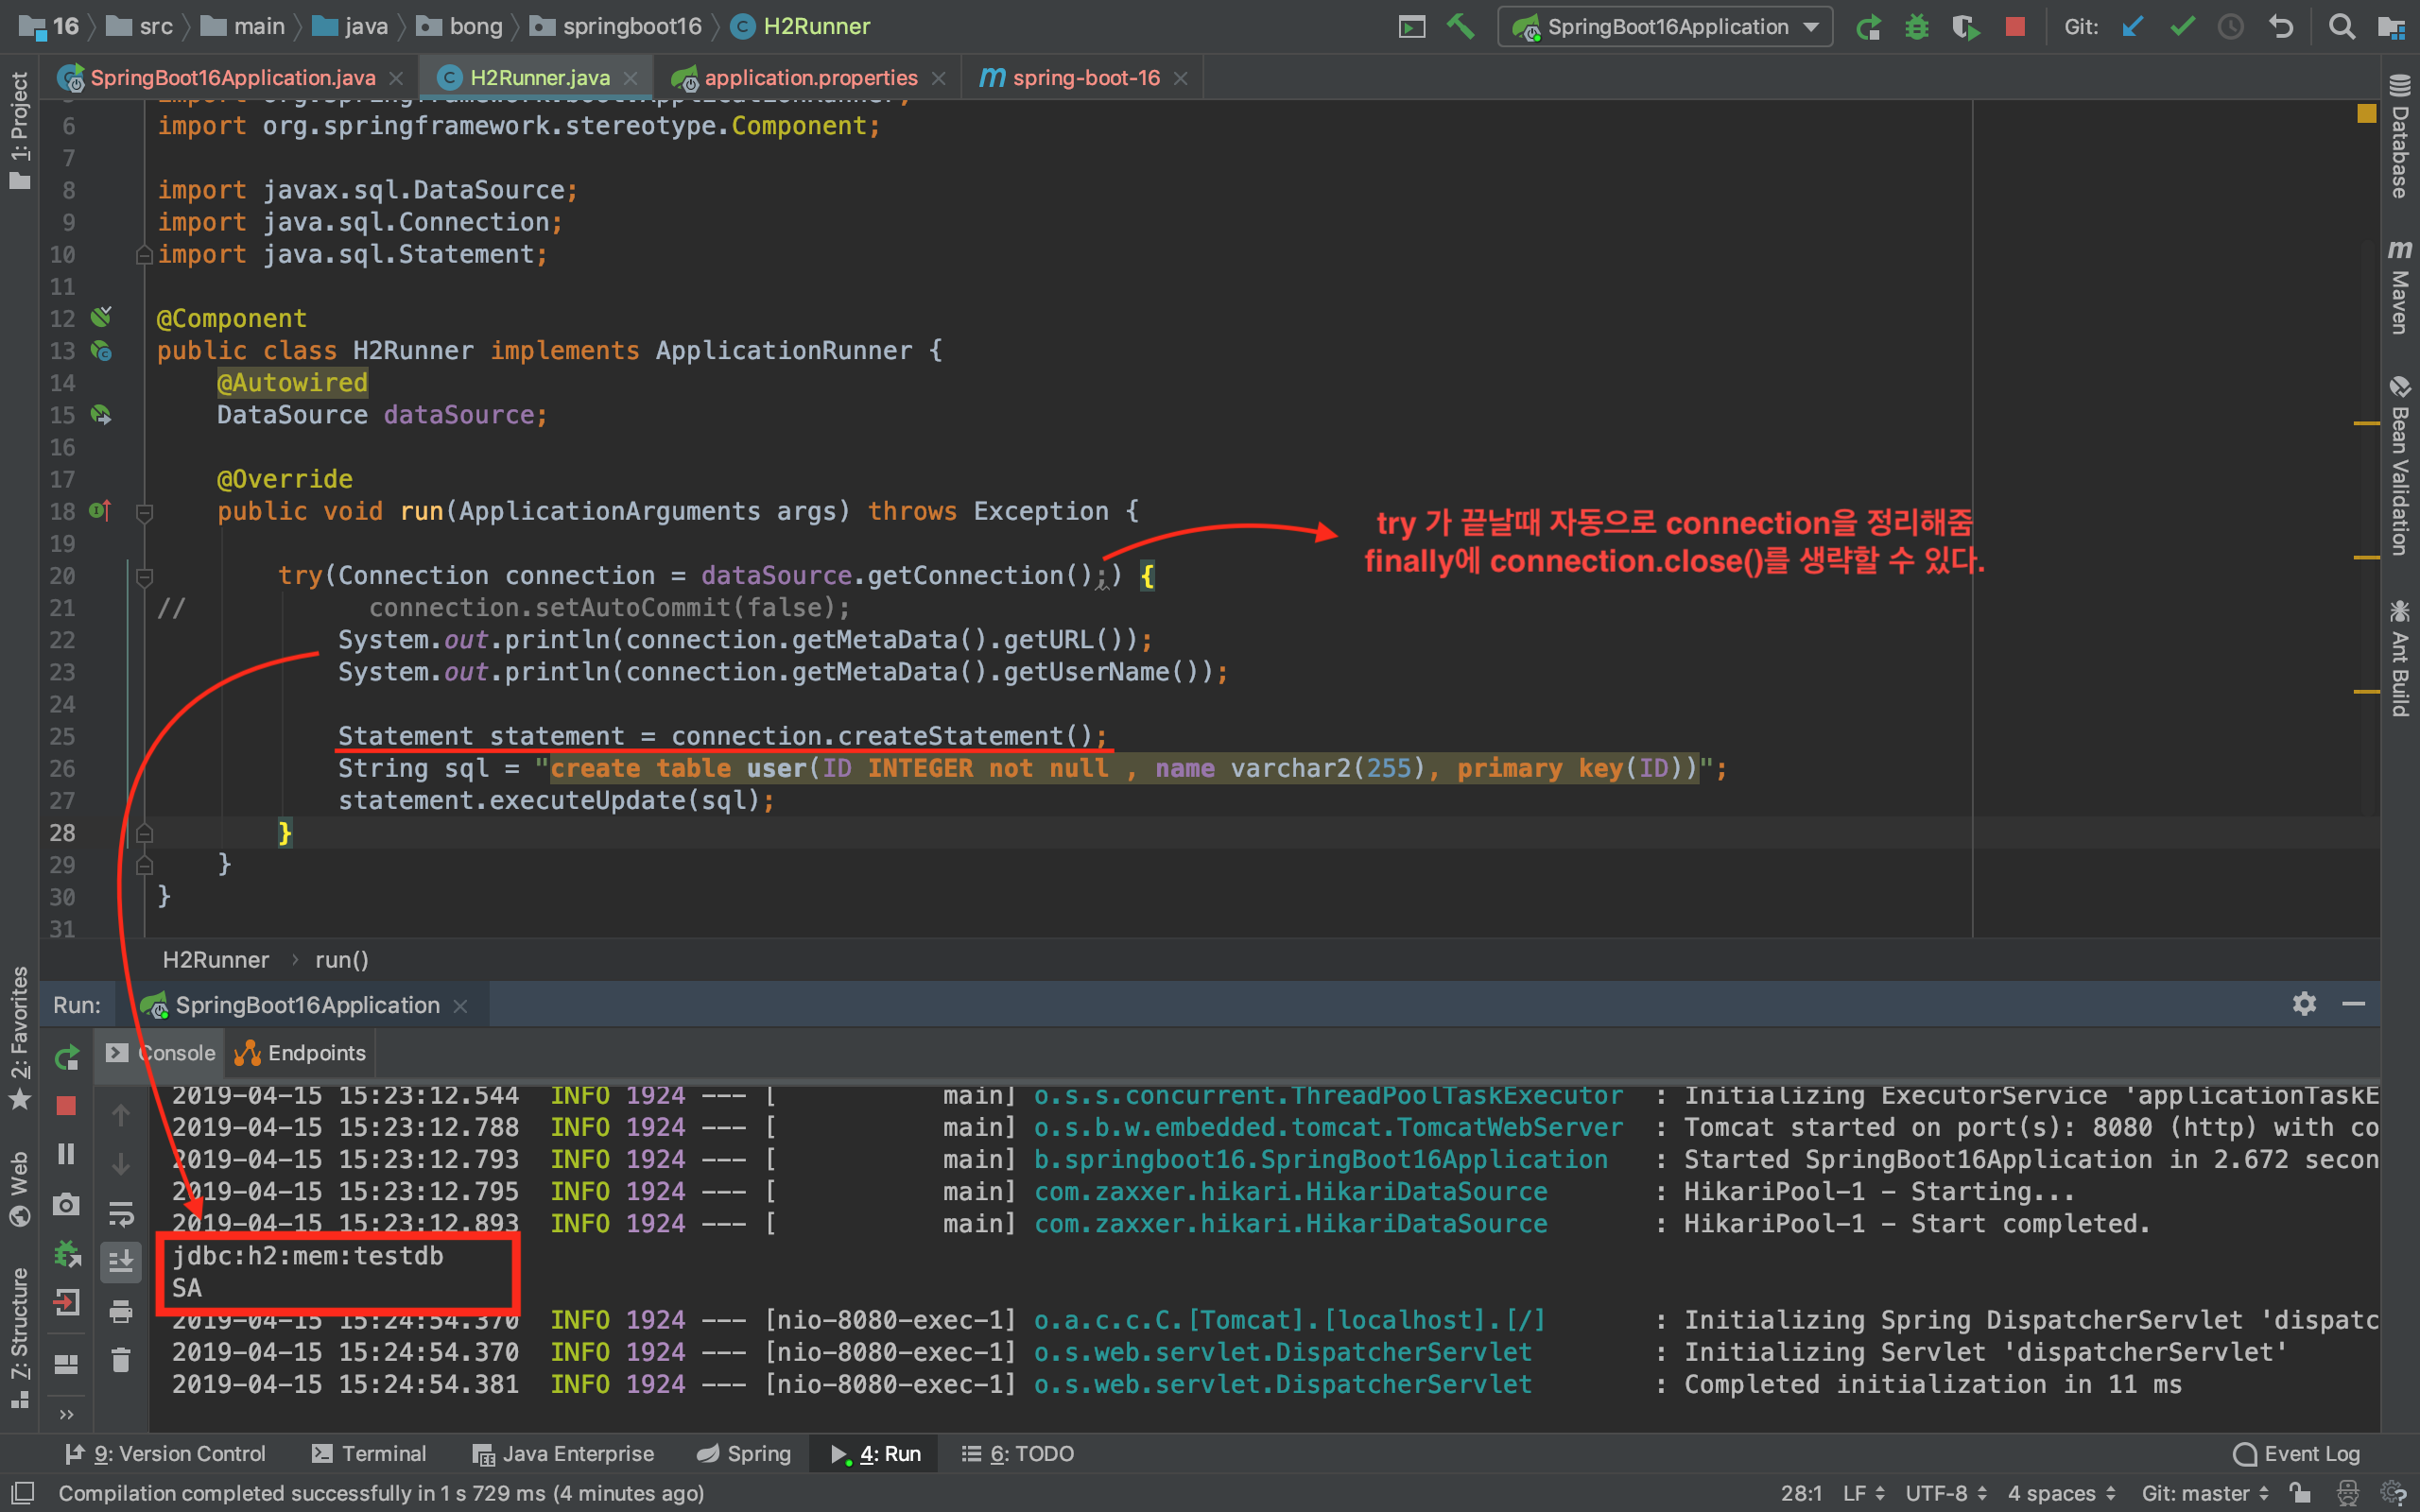 16 src main java bong springboot16 H2Runner SpringBoot16Application Git:
SpringBoot16Application.java H2Runner.java application.properties m spring-boot-16
1: Project
6 import org.springframework.stereotype.Component;
7
8 import javax.sql.DataSource;
9 import java.sql.Connection;
10 import java.sql.Statement;
11
12 @Component
13 public class H2Runner implements ApplicationRunner {
14 @Autowired
15 DataSource dataSource;
16
17 @Override
18 public void run(ApplicationArguments args) throws Exception {
19
20 try(Connection connection = dataSource.getConnection();) {
21 // connection.setAutoCommit(false);
22 System.out.println(connection.getMetaData().getURL());
23 System.out.println(connection.getMetaData().getUserName());
24
25 Statement statement = connection.createStatement();
26 String sql = "create table user(ID INTEGER not null , name varchar2(255), primary key(ID))";
27 statement.executeUpdate(sql);
28 }
29 }
30 }
31
try 가 끝날때 자동으로 connection을 정리해줌
finally에 connection.close()를 생략할 수 있다.
Database
m Maven
Bean Validation
Ant Build
H2Runner run()
2: Favorites
Web
Z: Structure
Run: SpringBoot16Application
Console Endpoints
2019-04-15 15:23:12.544 INFO 1924 --- [ main] o.s.s.concurrent.ThreadPoolTaskExecutor : Initializing ExecutorService 'applicationTaskE
2019-04-15 15:23:12.788 INFO 1924 --- [ main] o.s.b.w.embedded.tomcat.TomcatWebServer : Tomcat started on port(s): 8080 (http) with co
2019-04-15 15:23:12.793 INFO 1924 --- [ main] b.springboot16.SpringBoot16Application : Started SpringBoot16Application in 2.672 secon
2019-04-15 15:23:12.795 INFO 1924 --- [ main] com.zaxxer.hikari.HikariDataSource : HikariPool-1 - Starting...
2019-04-15 15:23:12.893 INFO 1924 --- [ main] com.zaxxer.hikari.HikariDataSource : HikariPool-1 - Start completed.
jdbc:h2:mem:testdb
SA
2019-04-15 15:24:54.370 INFO 1924 --- [nio-8080-exec-1] o.a.c.c.C.[Tomcat].[localhost].[/] : Initializing Spring DispatcherServlet 'dispatc
2019-04-15 15:24:54.370 INFO 1924 --- [nio-8080-exec-1] o.s.web.servlet.DispatcherServlet : Initializing Servlet 'dispatcherServlet'
2019-04-15 15:24:54.381 INFO 1924 --- [nio-8080-exec-1] o.s.web.servlet.DispatcherServlet : Completed initialization in 11 ms
9: Version Control Terminal Java Enterprise Spring 4: Run 6: TODO Event Log
Compilation completed successfully in 1 s 729 ms (4 minutes ago) 28:1 LF UTF-8 4 spaces Git: master